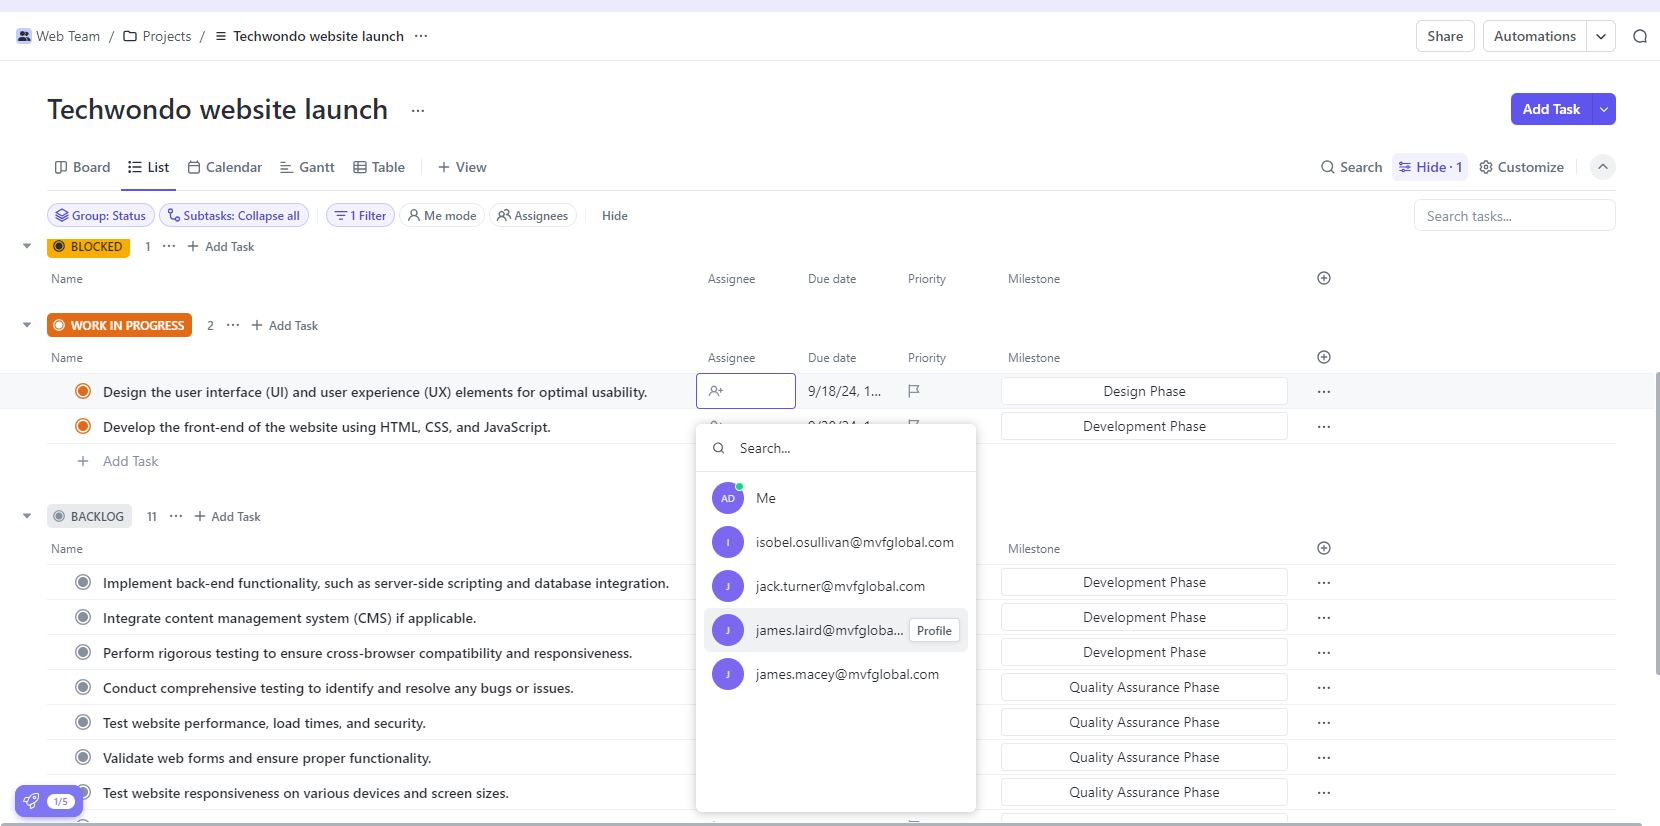 Web Team / Projects / Techwondo website launch ...
Share
Automations
Techwondo website launch ...
Add Task
Board
List
Calendar
Gantt
Table
+ View
Search
Hide · 1
Customize
Group: Status
Subtasks: Collapse all
1 Filter
Me mode
Assignees
Hide
Search tasks...
BLOCKED 1 ... + Add Task
Name Assignee Due date Priority Milestone
WORK IN PROGRESS 2 ... + Add Task
Name Assignee Due date Priority Milestone
Design the user interface (UI) and user experience (UX) elements for optimal usability. 9/18/24, 1... Design Phase ...
Develop the front-end of the website using HTML, CSS, and JavaScript. Development Phase ...
+ Add Task
Search...
Me
AD
isobel.osullivan@mvfglobal.com
I
jack.turner@mvfglobal.com
J
james.laird@mvfgloba... Profile
J
james.macey@mvfglobal.com
J
BACKLOG 11 ... + Add Task
Name Milestone
Implement back-end functionality, such as server-side scripting and database integration. Development Phase ...
Integrate content management system (CMS) if applicable. Development Phase ...
Perform rigorous testing to ensure cross-browser compatibility and responsiveness. Development Phase ...
Conduct comprehensive testing to identify and resolve any bugs or issues. Quality Assurance Phase ...
Test website performance, load times, and security. Quality Assurance Phase ...
Validate web forms and ensure proper functionality. Quality Assurance Phase ...
Test website responsiveness on various devices and screen sizes. Quality Assurance Phase ...
1/5